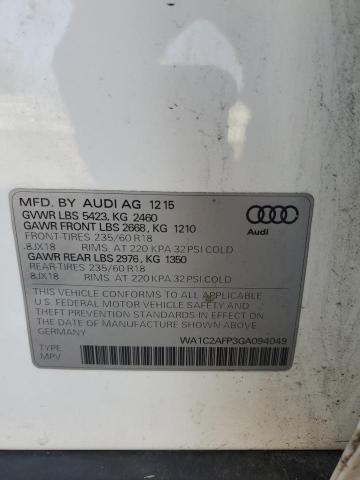 MFD. BY AUDI AG 12 15
GVWR LBS 5423, KG 2460
GAWR FRONT LBS 2668, KG 1210
FRONT-TIRES 235/60 R18
8JX18 RIMS, AT 220 KPA 32 PSI COLD
GAWR REAR LBS 2976, KG 1350
REAR-TIRES 235/60 R18
8JX18 RIMS, AT 220 KPA 32 PSI COLD
THIS VEHICLE CONFORMS TO ALL APPLICABLE
U.S. FEDERAL MOTOR VEHICLE SAFETY AND
THEFT PREVENTION STANDARDS IN EFFECT ON
THE DATE OF MANUFACTURE SHOWN ABOVE
GERMANY
WA1C2AFP3GA094049
TYPE:
MPV
Audi